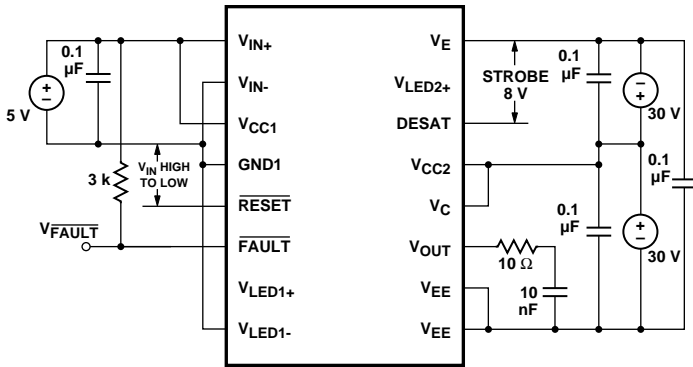 0.1
µF
+
−
5 V
3 k
V_IN HIGH
TO LOW
V_FAULT
V_IN+
V_IN-
V_CC1
GND1
RESET
FAULT
V_LED1+
V_LED1-
V_E
V_LED2+
DESAT
V_CC2
V_C
V_OUT
V_EE
V_EE
STROBE
8 V
10 Ω
10
nF
0.1
µF
0.1
µF
−
+
30 V
+
−
30 V
0.1
µF